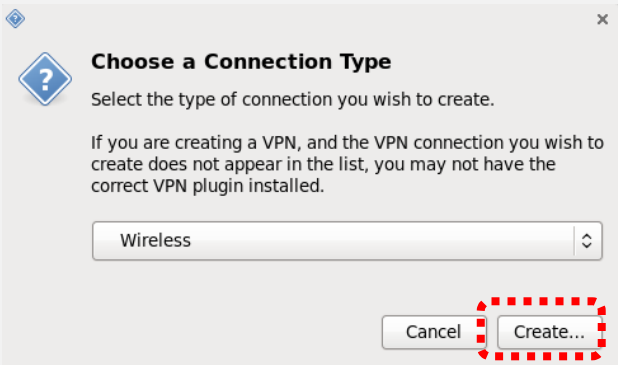 Choose a Connection Type
Select the type of connection you wish to create.
If you are creating a VPN, and the VPN connection you wish to
create does not appear in the list, you may not have the
correct VPN plugin installed.
Wireless
Cancel
Create...